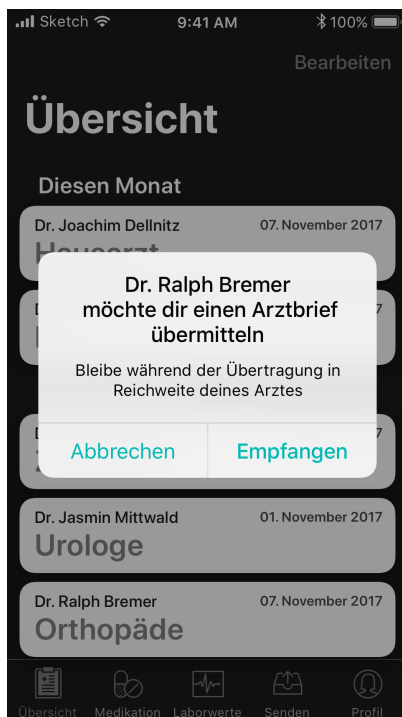 Sketch 9:41 AM 100%
Bearbeiten
Übersicht
Diesen Monat
Dr. Joachim Dellnitz 07. November 2017
Hausarzt
Dr. Ralph Bremer
möchte dir einen Arztbrief
übermitteln
Bleibe während der Übertragung in
Reichweite deines Arztes
Abbrechen Empfangen
Dr. Jasmin Mittwald 01. November 2017
Urologe
Dr. Ralph Bremer 07. November 2017
Orthopäde
Übersicht Medikation Laborwerte Senden Profil